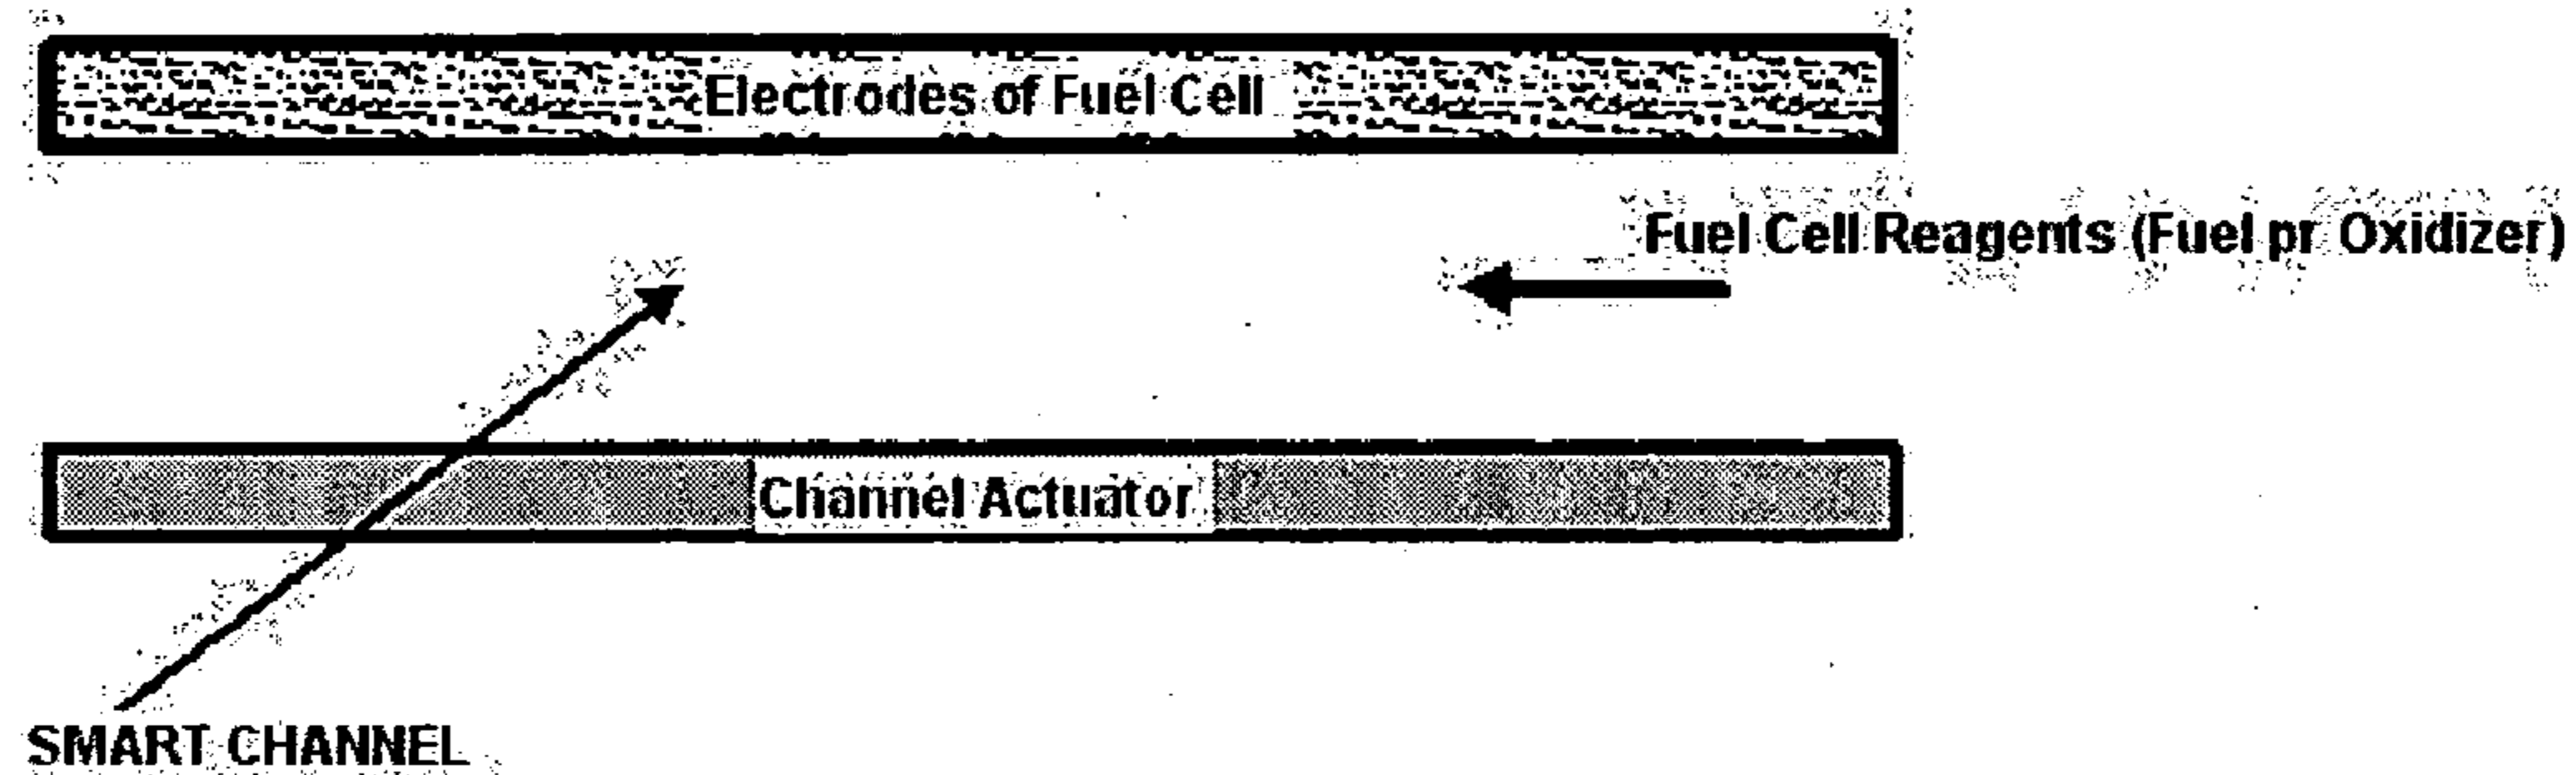 Electrodes of Fuel Cell
Fuel Cell Reagents (Fuel pr Oxidizer)
Channel Actuator
SMART CHANNEL